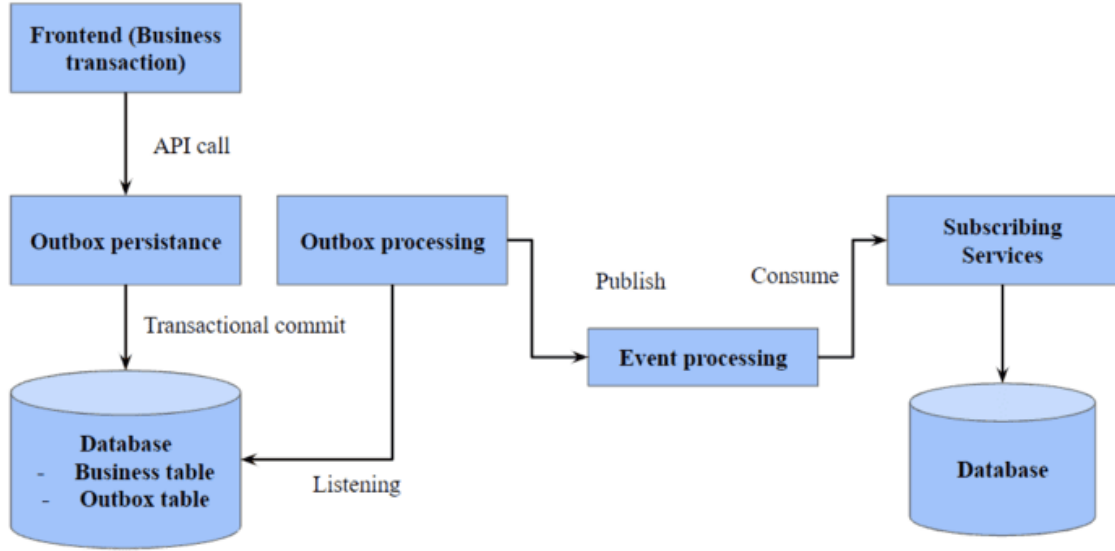 Frontend (Business
transaction)
API call
Outbox persistance
Outbox processing
Subscribing
Services
Publish
Consume
Transactional commit
Event processing
Database
- Business table
- Outbox table
Listening
Database